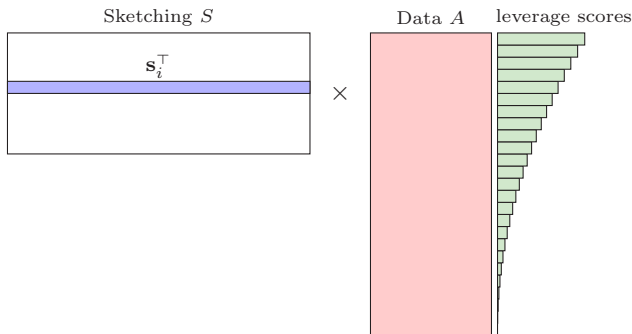 Sketching S
Data A
leverage scores
s_i^⊤
×